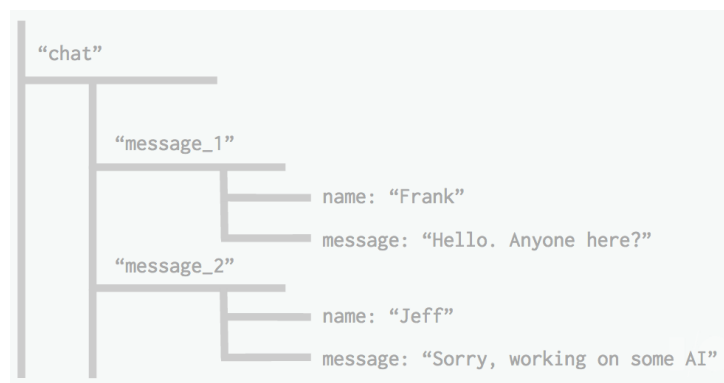 “chat”
“message_1”
name: “Frank”
message: “Hello. Anyone here?”
“message_2”
name: “Jeff”
message: “Sorry, working on some AI”